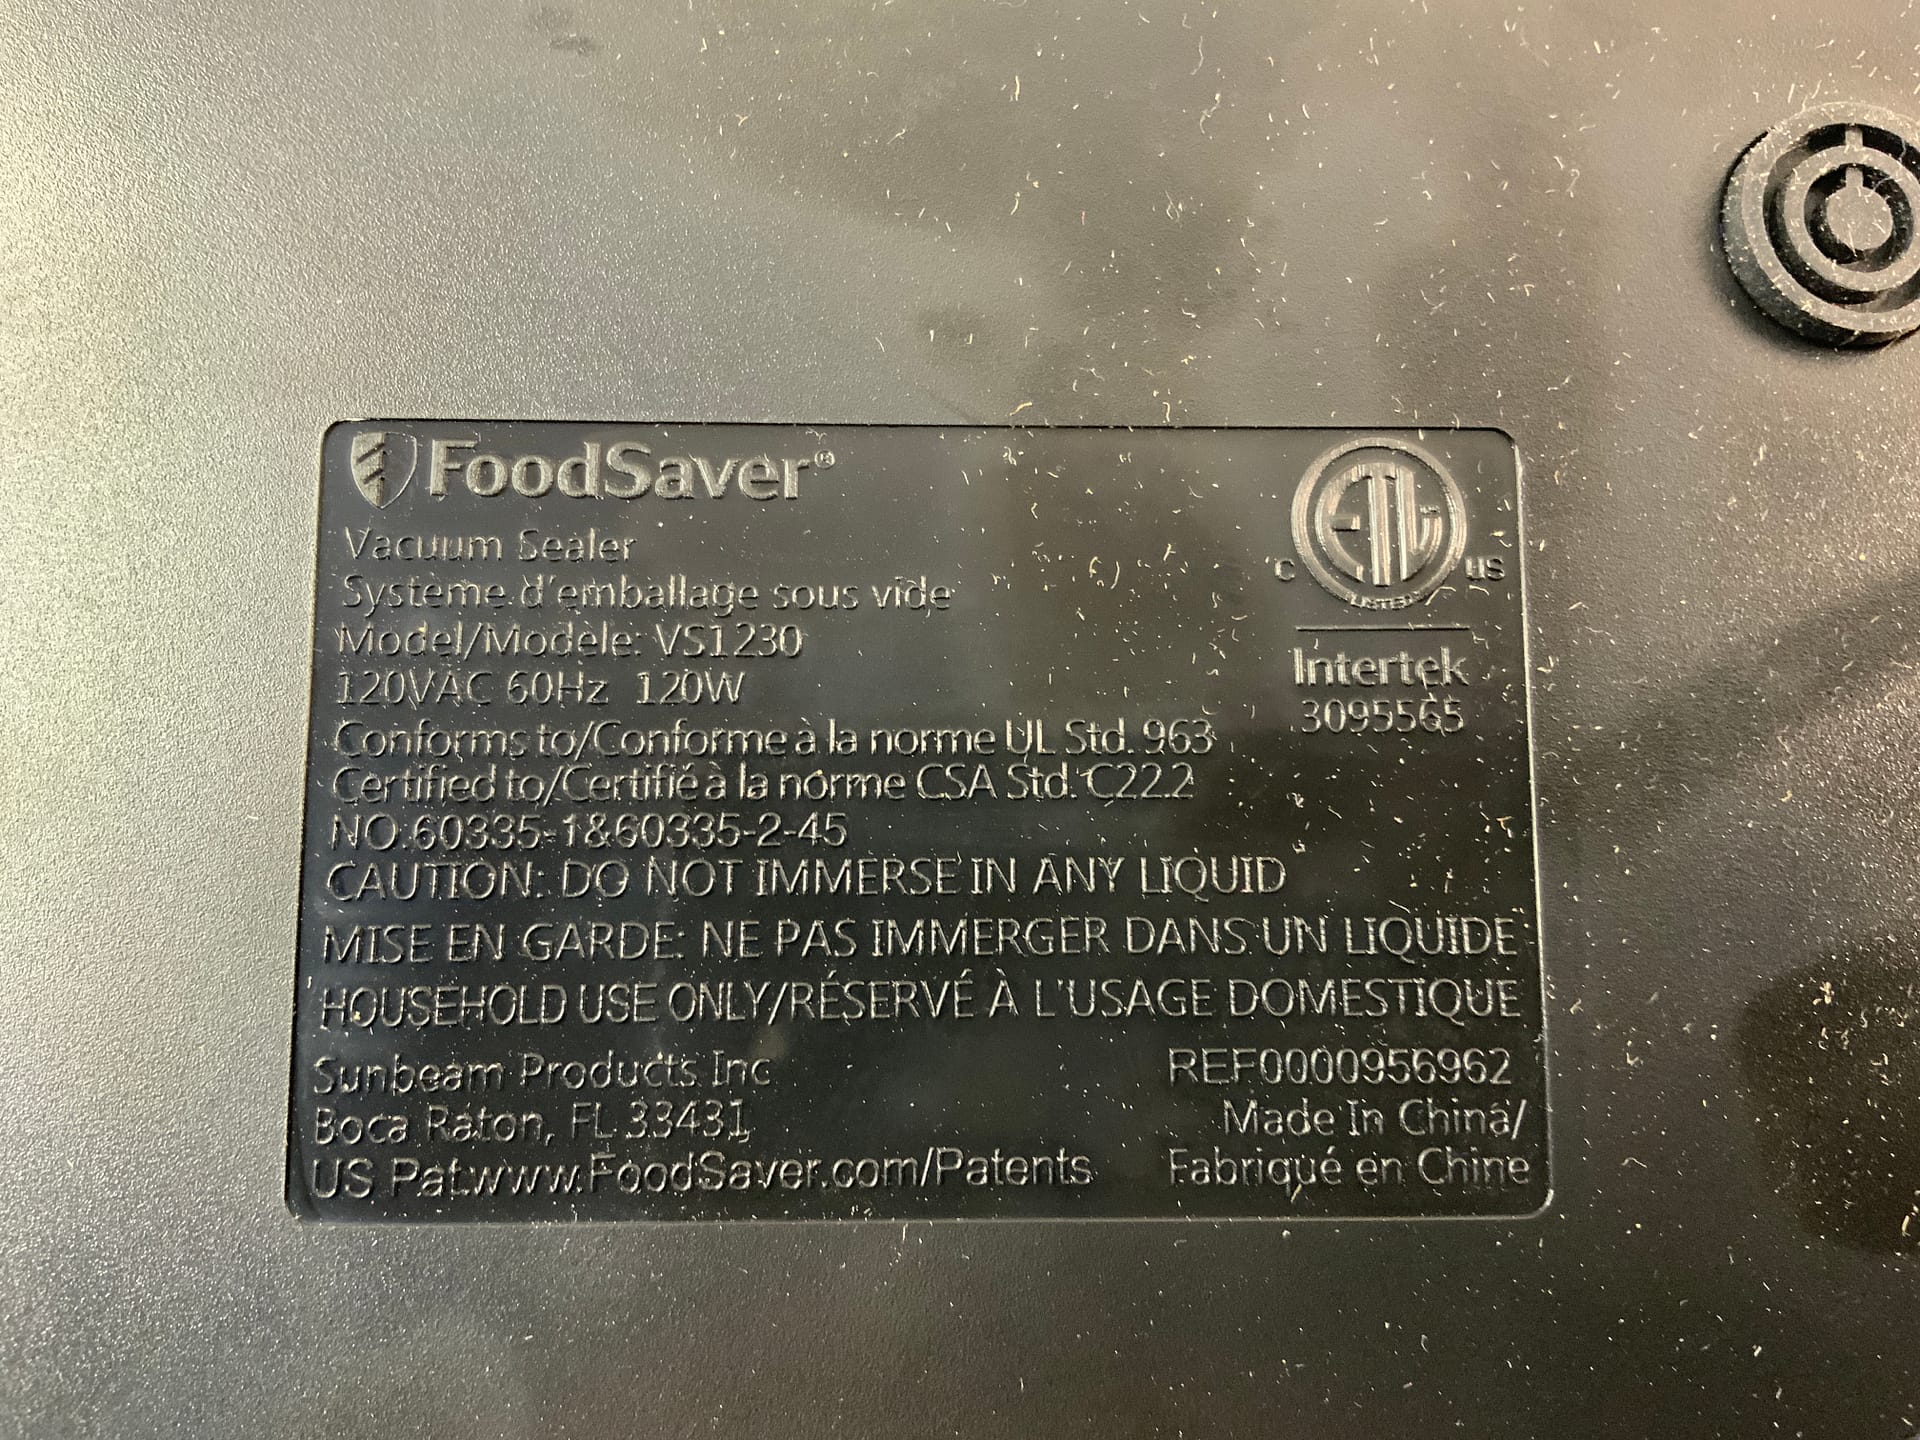 FoodSaver®
Vacuum Sealer
Système d'emballage sous vide
Model/Modèle: VS1230
120VAC 60Hz 120W
Conforms to/Conforme à la norme UL Std. 963
Certified to/Certifié à la norme CSA Std. C22.2
NO.60335-1&60335-2-45
CAUTION: DO NOT IMMERSE IN ANY LIQUID
MISE EN GARDE: NE PAS IMMERGER DANS UN LIQUIDE
HOUSEHOLD USE ONLY/RÉSERVÉ À L'USAGE DOMESTIQUE
Sunbeam Products Inc
Boca Raton, FL 33431
US Pat.www.FoodSaver.com/Patents
ETL
C US
LISTED
Intertek
3095565
REF0000956962
Made In China/
Fabriqué en Chine